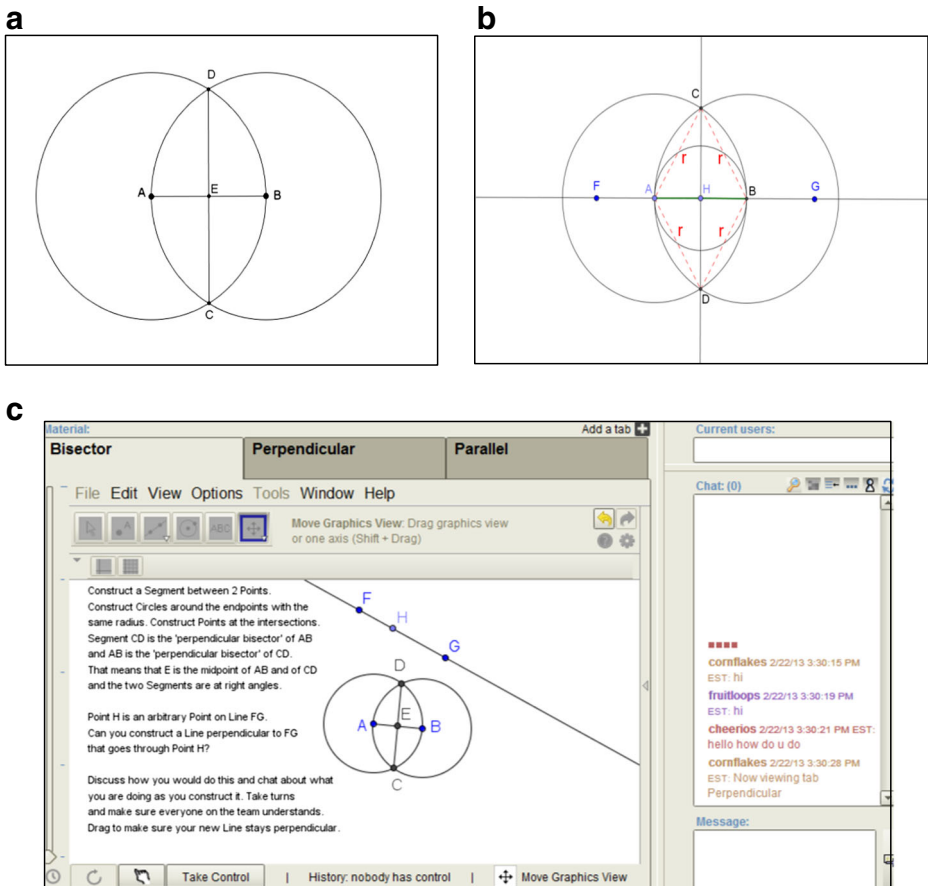 a
b
D
A
E
B
C
C
r
r
F
A
H
B
G
r
r
D
c
Material:
Add a tab
Bisector
Perpendicular
Parallel
File Edit View Options Tools Window Help
A
ABC
Move Graphics View: Drag graphics view
or one axis (Shift + Drag)
Construct a Segment between 2 Points.
Construct Circles around the endpoints with the
same radius. Construct Points at the intersections.
Segment CD is the 'perpendicular bisector' of AB
and AB is the 'perpendicular bisector' of CD.
That means that E is the midpoint of AB and of CD
and the two Segments are at right angles.
Point H is an arbitrary Point on Line FG.
Can you construct a Line perpendicular to FG
that goes through Point H?
Discuss how you would do this and chat about what
you are doing as you construct it. Take turns
and make sure everyone on the team understands.
Drag to make sure your new Line stays perpendicular.
F
H
G
D
A
E
B
C
Take Control | History: nobody has control | Move Graphics View
Current users:
Chat: (0)
cornflakes 2/22/13 3:30:15 PM
EST: hi
fruitloops 2/22/13 3:30:19 PM
EST: hi
cheerios 2/22/13 3:30:21 PM EST:
hello how do u do
cornflakes 2/22/13 3:30:28 PM
EST: Now viewing tab
Perpendicular
Message: